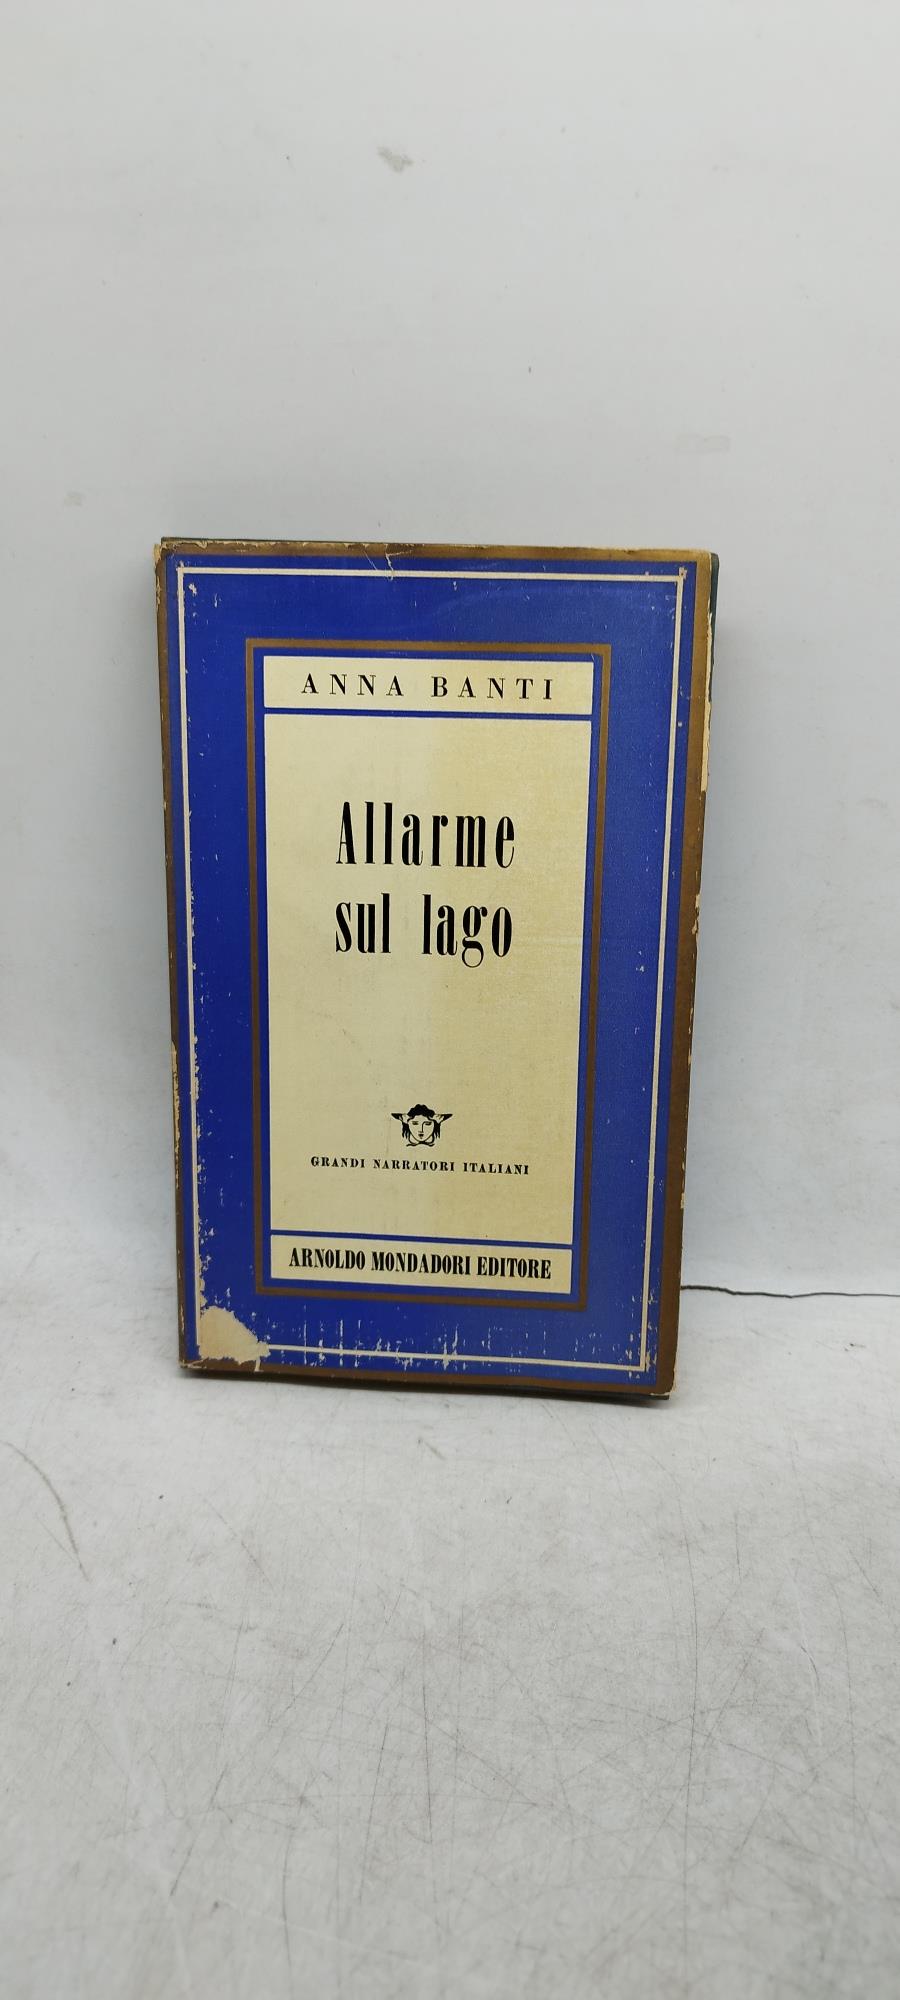 ANNA BANTI
Allarme
sul lago
GRANDI NARRATORI ITALIANI
ARNOLDO MONDADORI EDITORE